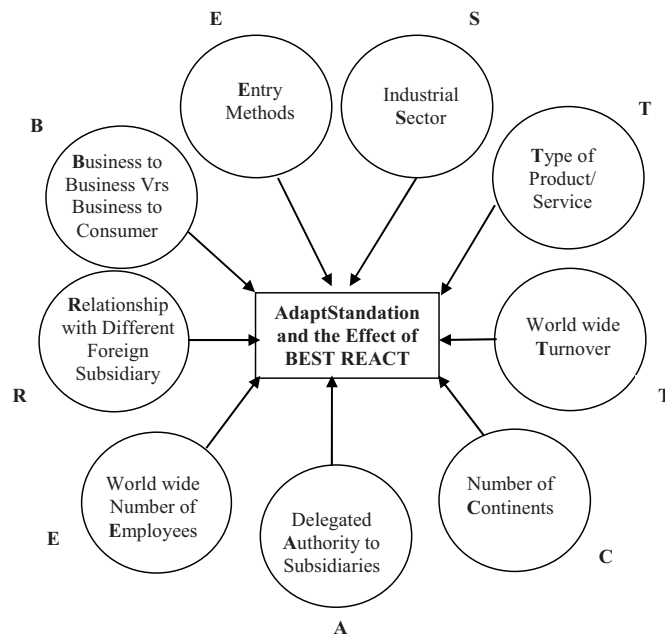 E
S
Entry
Methods
Industrial
Sector
B
T
Business to
Business Vrs
Business to
Consumer
Type of
Product/
Service
AdaptStandation
and the Effect of
BEST REACT
Relationship
with Different
Foreign
Subsidiary
World wide
Turnover
R
T
World wide
Number of
Employees
Delegated
Authority to
Subsidiaries
Number of
Continents
E
C
A